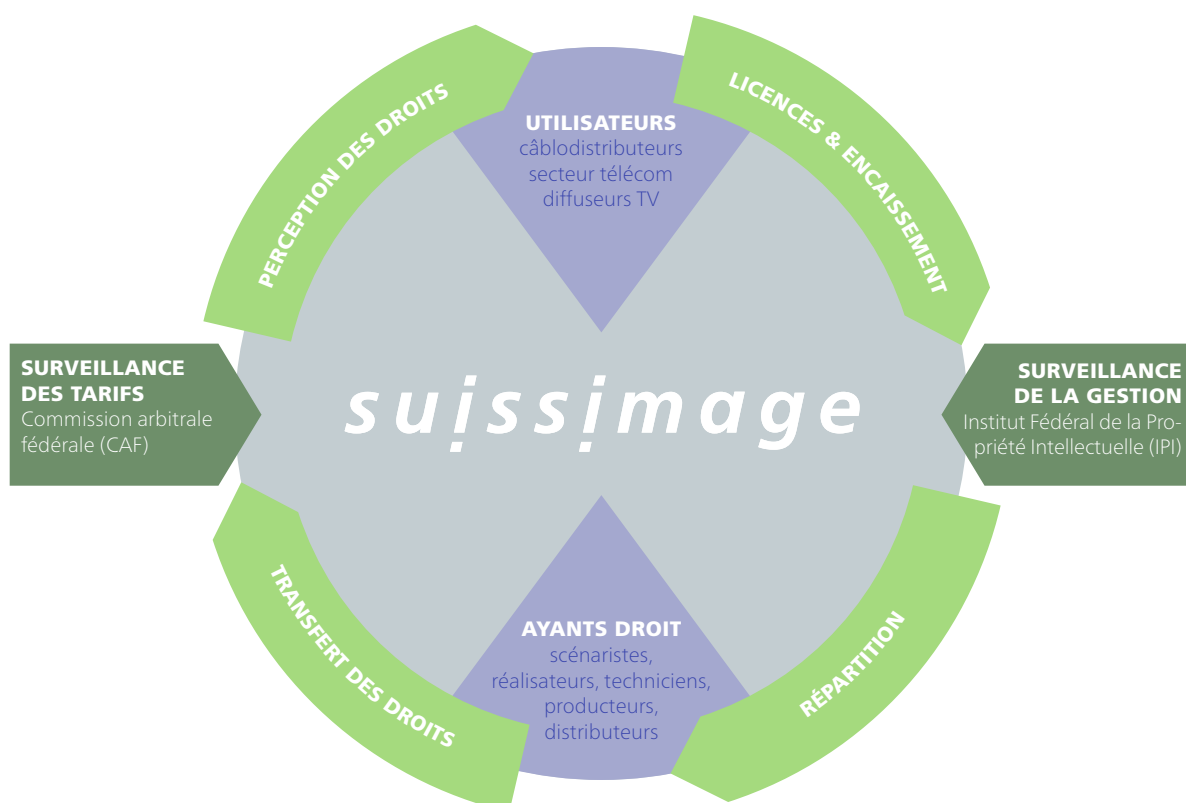 PERCEPTION DES DROITS
LICENCES & ENCAISSEMENT
UTILISATEURS
câblodistributeurs
secteur télécom
diffuseurs TV
SURVEILLANCE
DES TARIFS
Commission arbitrale
fédérale (CAF)
suissimage
SURVEILLANCE
DE LA GESTION
Institut Fédéral de la Pro-
priété Intellectuelle (IPI)
TRANSFERT DES DROITS
AYANTS DROIT
scénaristes,
réalisateurs, techniciens,
producteurs,
distributeurs
RÉPARTITION